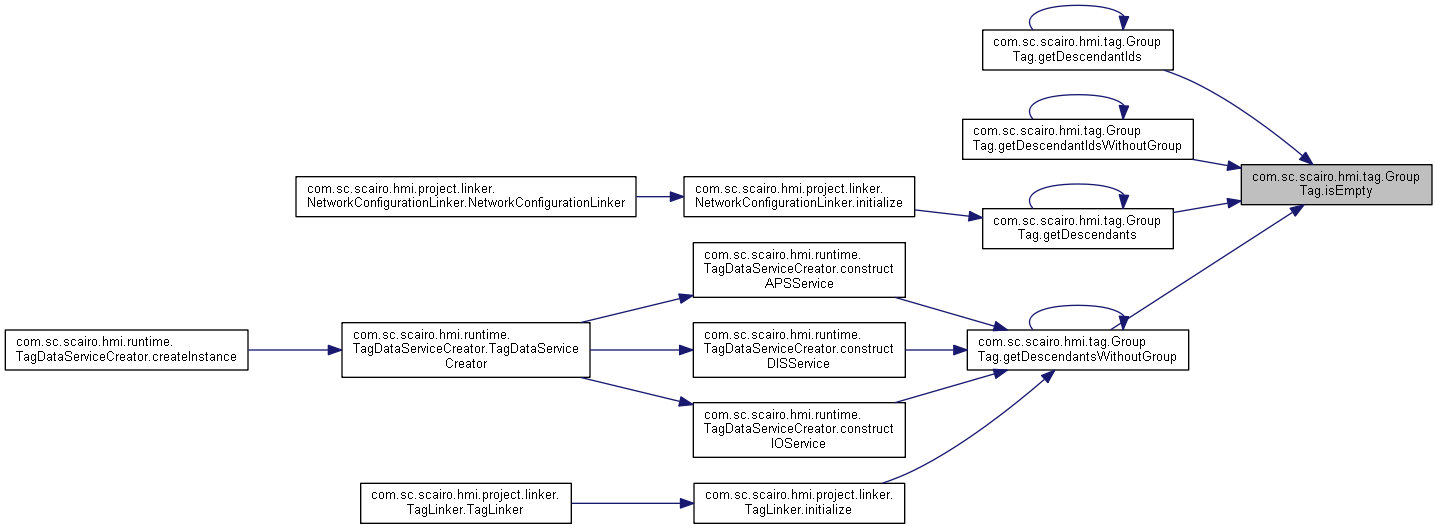 com.sc.scairo.hmi.tag.Group
Tag.getDescendantIds
com.sc.scairo.hmi.tag.Group
Tag.getDescendantIdsWithoutGroup
com.sc.scairo.hmi.tag.Group
Tag.isEmpty
com.sc.scairo.hmi.project.linker.
NetworkConfigurationLinker.NetworkConfigurationLinker
com.sc.scairo.hmi.project.linker.
NetworkConfigurationLinker.initialize
com.sc.scairo.hmi.tag.Group
Tag.getDescendants
com.sc.scairo.hmi.runtime.
TagDataServiceCreator.construct
APSService
com.sc.scairo.hmi.runtime.
TagDataServiceCreator.createInstance
com.sc.scairo.hmi.runtime.
TagDataServiceCreator.TagDataService
Creator
com.sc.scairo.hmi.runtime.
TagDataServiceCreator.construct
DISService
com.sc.scairo.hmi.tag.Group
Tag.getDescendantsWithoutGroup
com.sc.scairo.hmi.runtime.
TagDataServiceCreator.construct
IOService
com.sc.scairo.hmi.project.linker.
TagLinker.TagLinker
com.sc.scairo.hmi.project.linker.
TagLinker.initialize